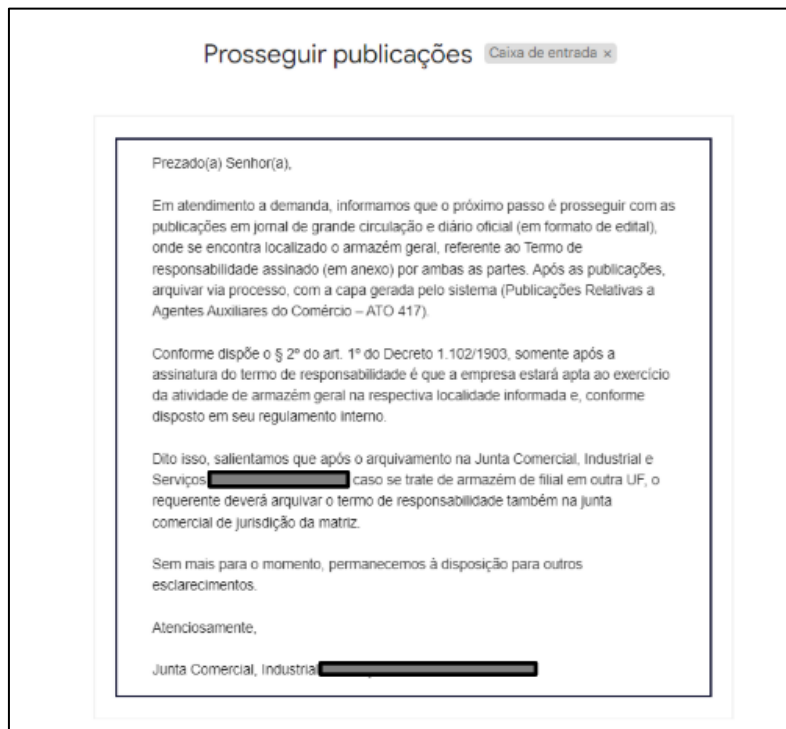 Prosseguir publicações Caixa de entrada ×
Prezado(a) Senhor(a),
Em atendimento a demanda, informamos que o próximo passo é prosseguir com as
publicações em jornal de grande circulação e diário oficial (em formato de edital),
onde se encontra localizado o armazém geral, referente ao Termo de
responsabilidade assinado (em anexo) por ambas as partes. Após as publicações,
arquivar via processo, com a capa gerada pelo sistema (Publicações Relativas a
Agentes Auxiliares do Comércio – ATO 417).
Conforme dispõe o § 2º do art. 1º do Decreto 1.102/1903, somente após a
assinatura do termo de responsabilidade é que a empresa estará apta ao exercício
da atividade de armazém geral na respectiva localidade informada e, conforme
disposto em seu regulamento interno.
Dito isso, salientamos que após o arquivamento na Junta Comercial, Industrial e
Serviços caso se trate de armazém de filial em outra UF, o
requerente deverá arquivar o termo de responsabilidade também na junta
comercial de jurisdição da matriz.
Sem mais para o momento, permanecemos à disposição para outros
esclarecimentos.
Atenciosamente,
Junta Comercial, Industrial